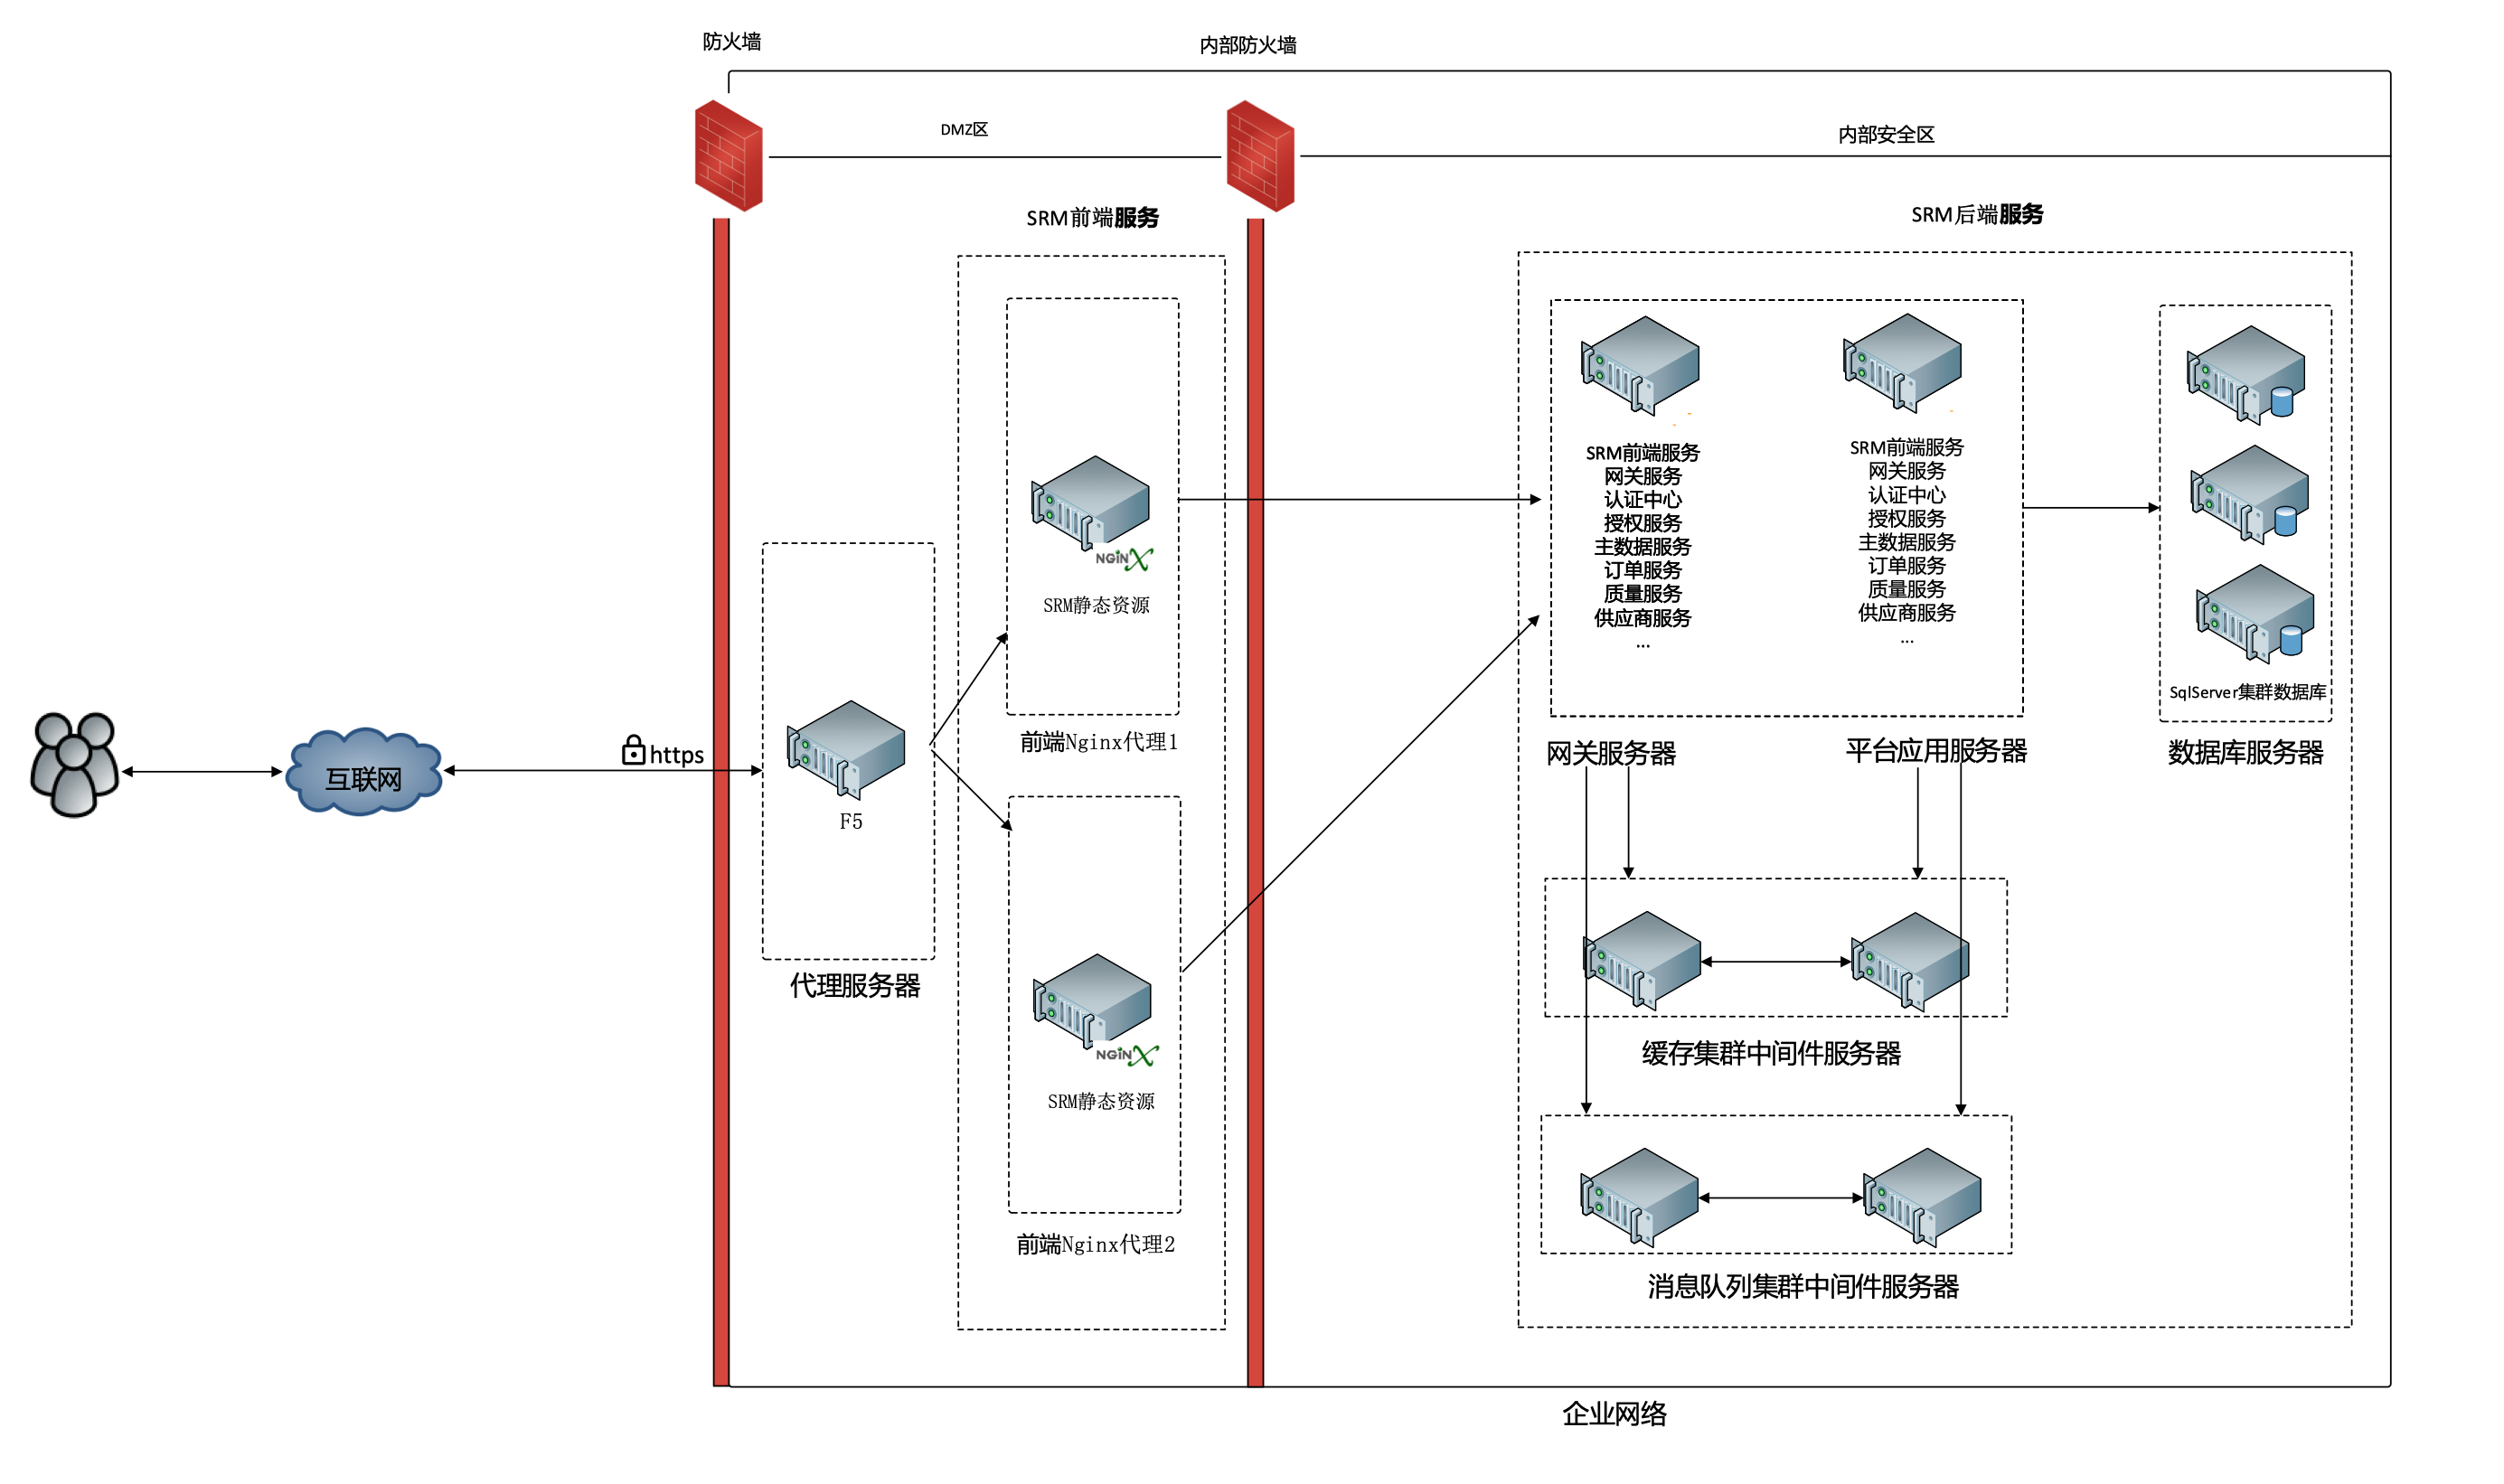 防火墙
内部防火墙
DMZ区
内部安全区
SRM前端服务
SRM后端服务
SRM前端服务
网关服务
认证中心
授权服务
主数据服务
订单服务
质量服务
供应商服务
...
SRM前端服务
网关服务
认证中心
授权服务
主数据服务
订单服务
质量服务
供应商服务
...
NGiNX
SRM静态资源
前端Nginx代理1
SqlServer集群数据库
网关服务器
平台应用服务器
数据库服务器
互联网
https
F5
代理服务器
NGiNX
SRM静态资源
前端Nginx代理2
缓存集群中间件服务器
消息队列集群中间件服务器
企业网络